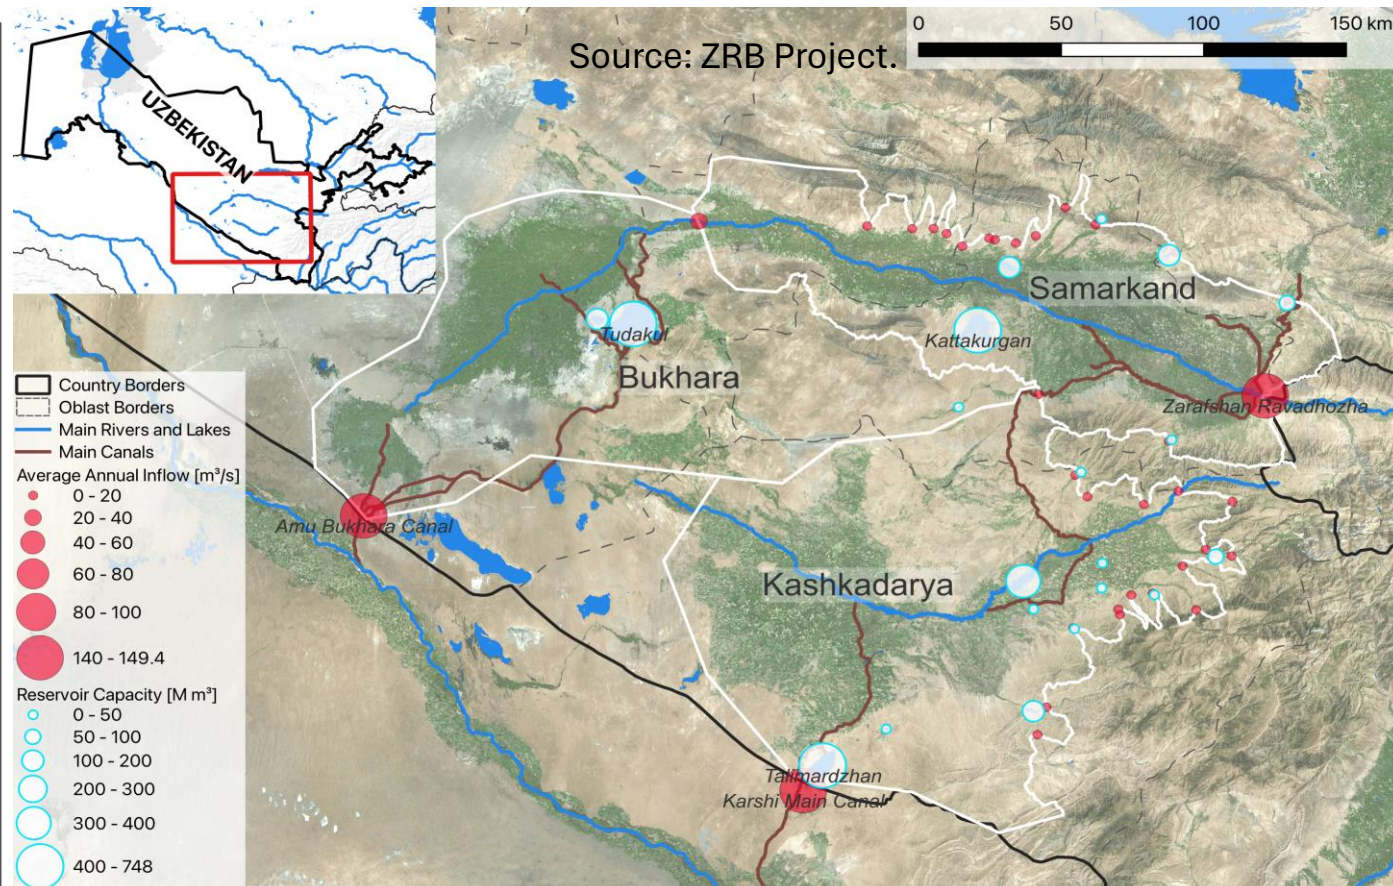 Source: ZRB Project.
0 50 100 150 km
UZBEKISTAN
Samarkand
Tudakul
Kattakurgan
Bukhara
Zarafshan Ravadhozha
Amu Bukhara Canal
Kashkadarya
Talimardzhan
Karshi Main Canal
Country Borders
Oblast Borders
Main Rivers and Lakes
Main Canals
Average Annual Inflow [m³/s]
0 - 20
20 - 40
40 - 60
60 - 80
80 - 100
140 - 149.4
Reservoir Capacity [M m³]
0 - 50
50 - 100
100 - 200
200 - 300
300 - 400
400 - 748